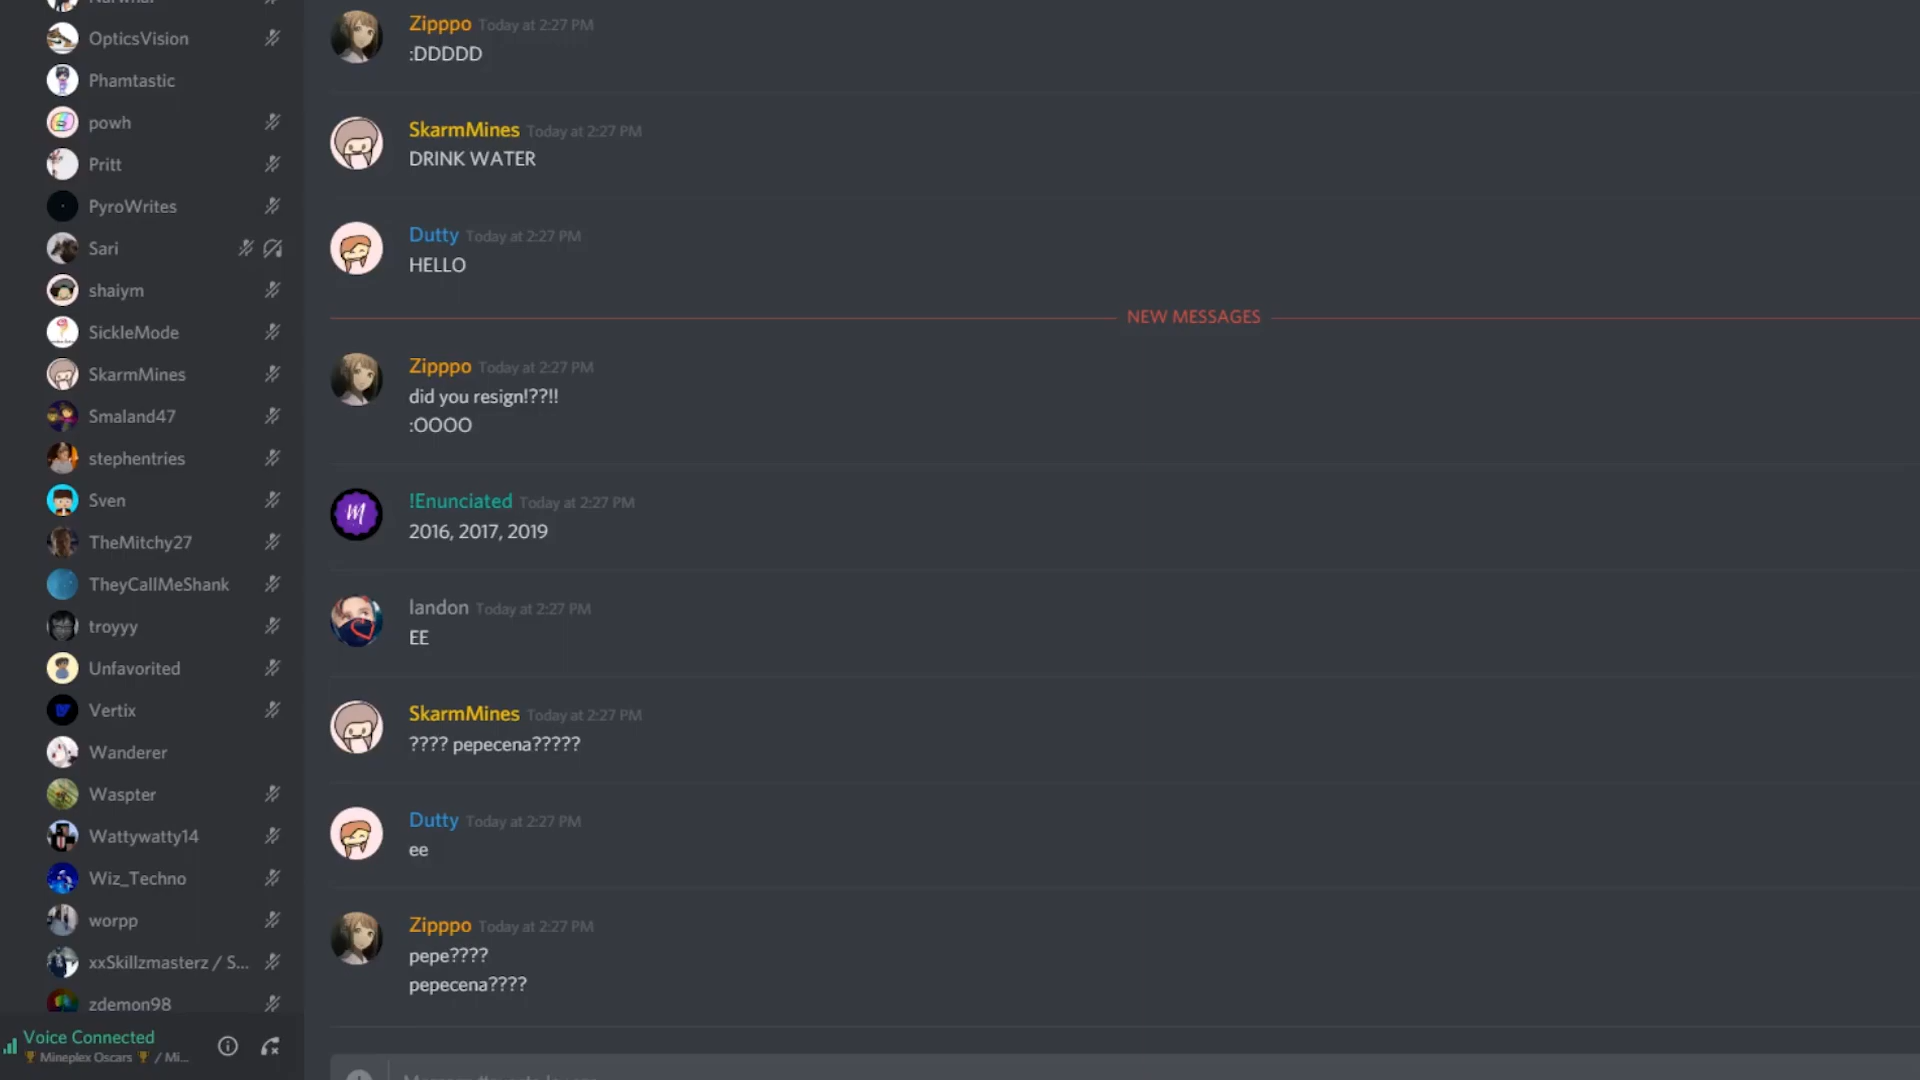 OpticsVision
Phamtastic
powh
Pritt
PyroWrites
Sari
shaiym
SickleMode
SkarmMines
Smaland47
stephentries
Sven
TheMitchy27
TheyCallMeShank
troyyy
Unfavorited
Vertix
Wanderer
Waspter
Wattywatty14
Wiz_Techno
worpp
xxSkillzmasterz / S...
zdemon98
Voice Connected
🏆 Mineplex Oscars 🏆 / Mi...
Zipppo Today at 2:27 PM
:DDDDD
SkarmMines Today at 2:27 PM
DRINK WATER
Dutty Today at 2:27 PM
HELLO
NEW MESSAGES
Zipppo Today at 2:27 PM
did you resign!??!!
:OOOO
!Enunciated Today at 2:27 PM
M
2016, 2017, 2019
landon Today at 2:27 PM
EE
SkarmMines Today at 2:27 PM
???? pepecena?????
Dutty Today at 2:27 PM
ee
Zipppo Today at 2:27 PM
pepe????
pepecena????